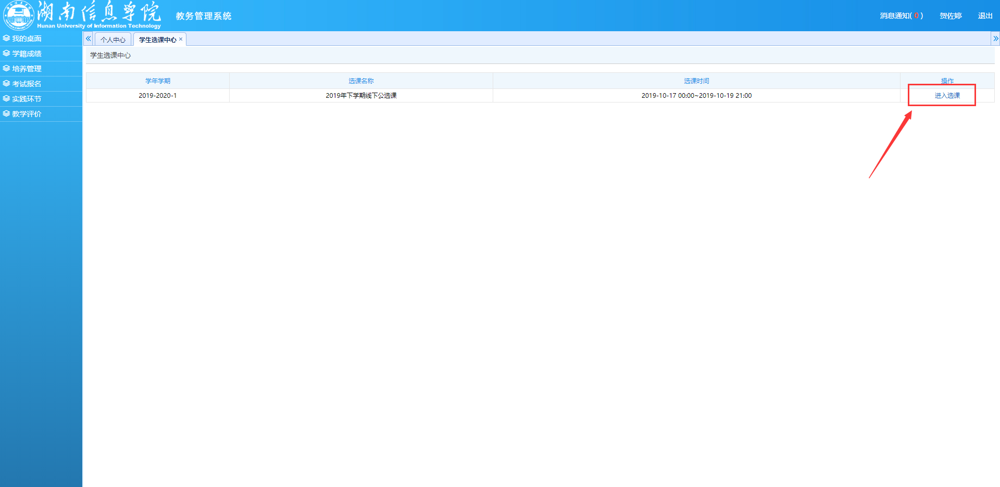 湖南信息学院
Hunan University of Information Technology
教务管理系统
消息通知( 0 )
贺佐婷
退出
我的桌面
学籍成绩
培养管理
考试报名
实践环节
教学评价
个人中心
学生选课中心
学生选课中心
学年学期 选课名称 选课时间 操作
2019-2020-1 2019年下学期线下公选课 2019-10-17 00:00~2019-10-19 21:00 进入选课